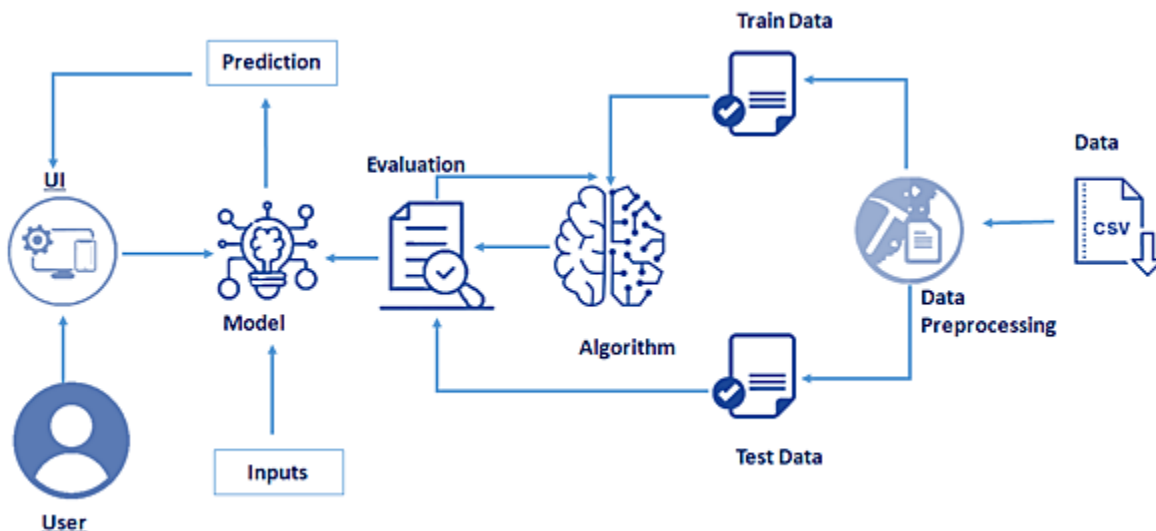 Train Data
Prediction
Data
Evaluation
UI
CSV
Model
Data
Preprocessing
Algorithm
Test Data
Inputs
User